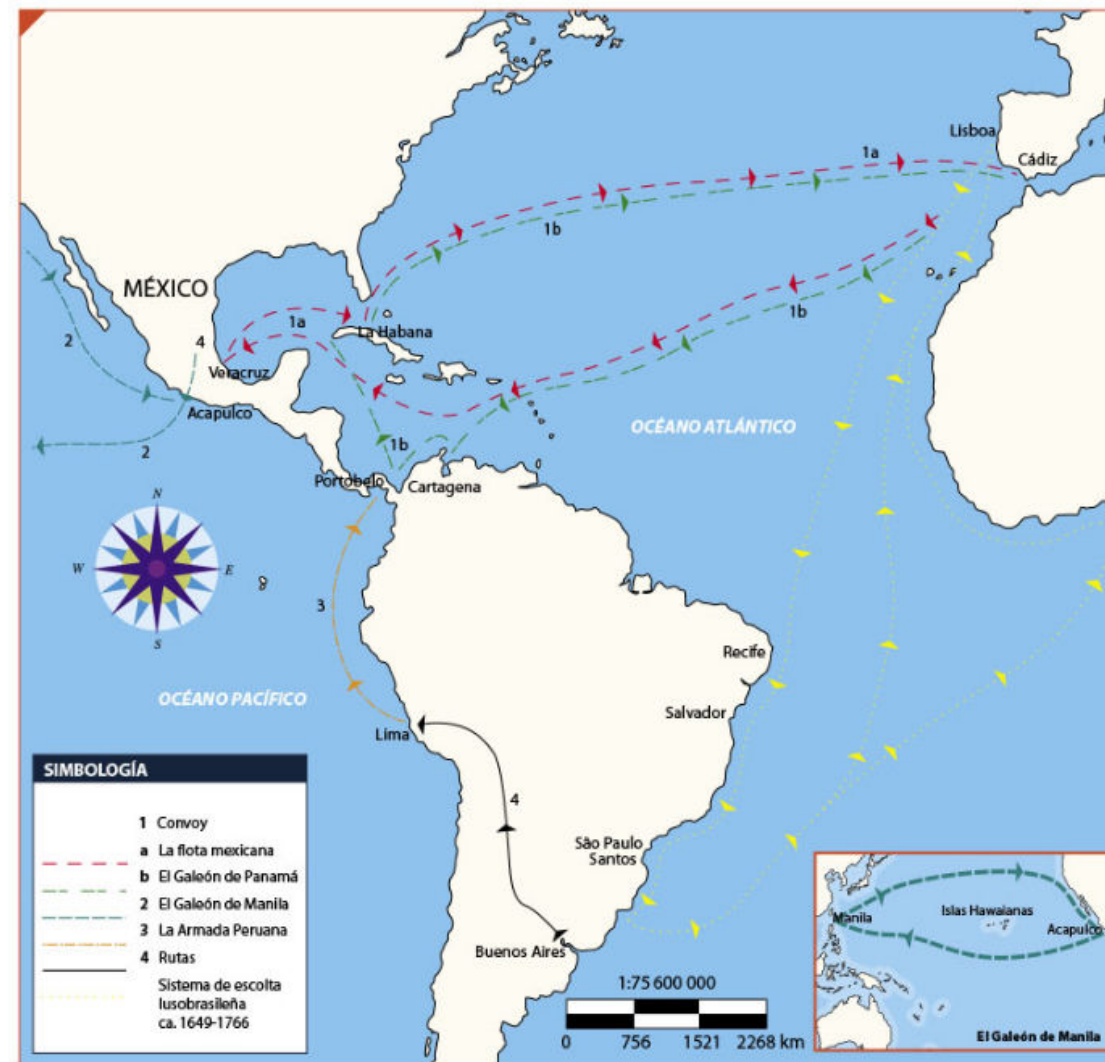 Lisboa
1a
Cádiz
1b
MÉXICO
1a
La Habana
1b
2
4
Veracruz
Acapulco
OCÉANO ATLÁNTICO
2
1b
Portobelo
Cartagena
N
W
E
S
3
Recife
OCÉANO PACÍFICO
Salvador
Lima
SIMBOLOGÍA
1 Convoy
a La flota mexicana
b El Galeón de Panamá
2 El Galeón de Manila
3 La Armada Peruana
4 Rutas
Sistema de escolta
lusobrasileña
ca. 1649-1766
4
São Paulo
Santos
Buenos Aires
1:75 600 000
0 756 1521 2268 km
Manila
Islas Hawaianas
Acapulco
El Galeón de Manila